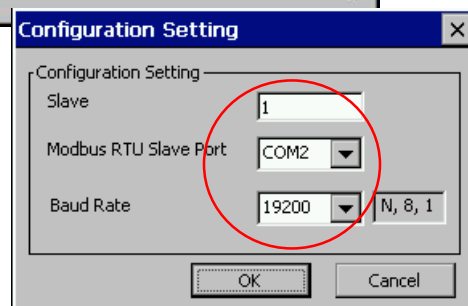 Configuration Setting
Configuration Setting
Slave 1
Modbus RTU Slave Port COM2
Baud Rate 19200 N, 8, 1
OK Cancel